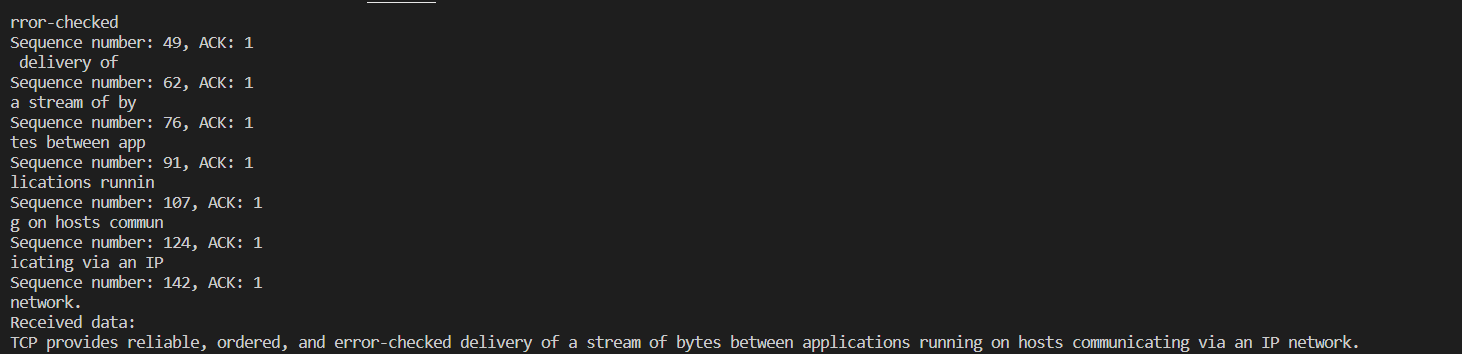 rror-checked
Sequence number: 49, ACK: 1
 delivery of
Sequence number: 62, ACK: 1
a stream of by
Sequence number: 76, ACK: 1
tes between app
Sequence number: 91, ACK: 1
lications runnin
Sequence number: 107, ACK: 1
g on hosts commun
Sequence number: 124, ACK: 1
icating via an IP
Sequence number: 142, ACK: 1
network.
Received data:
TCP provides reliable, ordered, and error-checked delivery of a stream of bytes between applications running on hosts communicating via an IP network.